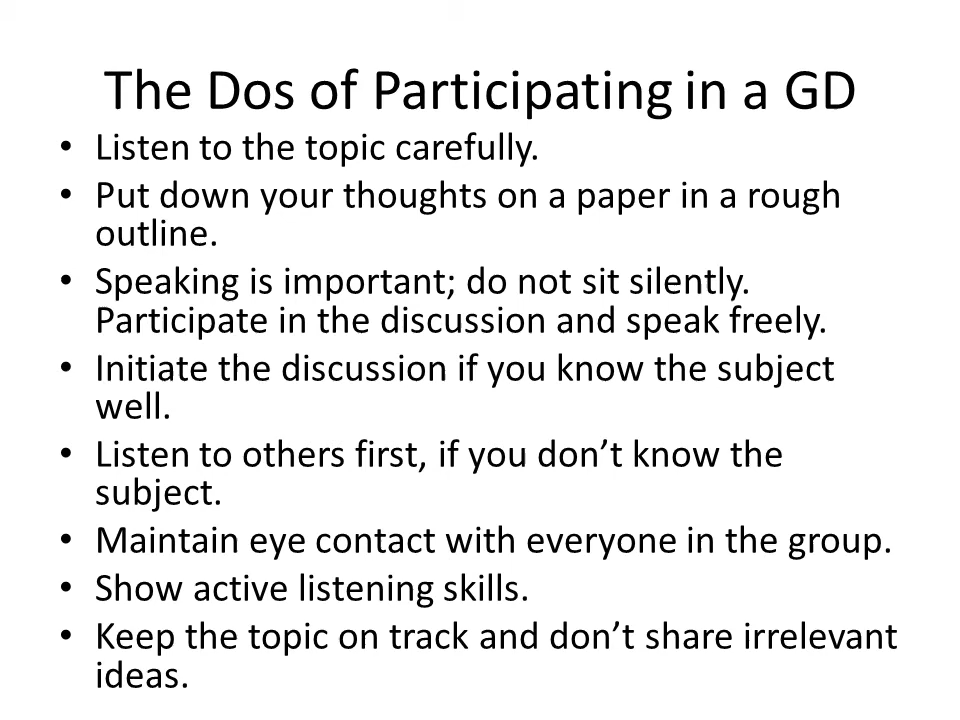 The Dos of Participating in a GD
• Listen to the topic carefully.
• Put down your thoughts on a paper in a rough
outline.
• Speaking is important; do not sit silently.
Participate in the discussion and speak freely.
• Initiate the discussion if you know the subject
well.
• Listen to others first, if you don’t know the
subject.
• Maintain eye contact with everyone in the group.
• Show active listening skills.
• Keep the topic on track and don’t share irrelevant
ideas.